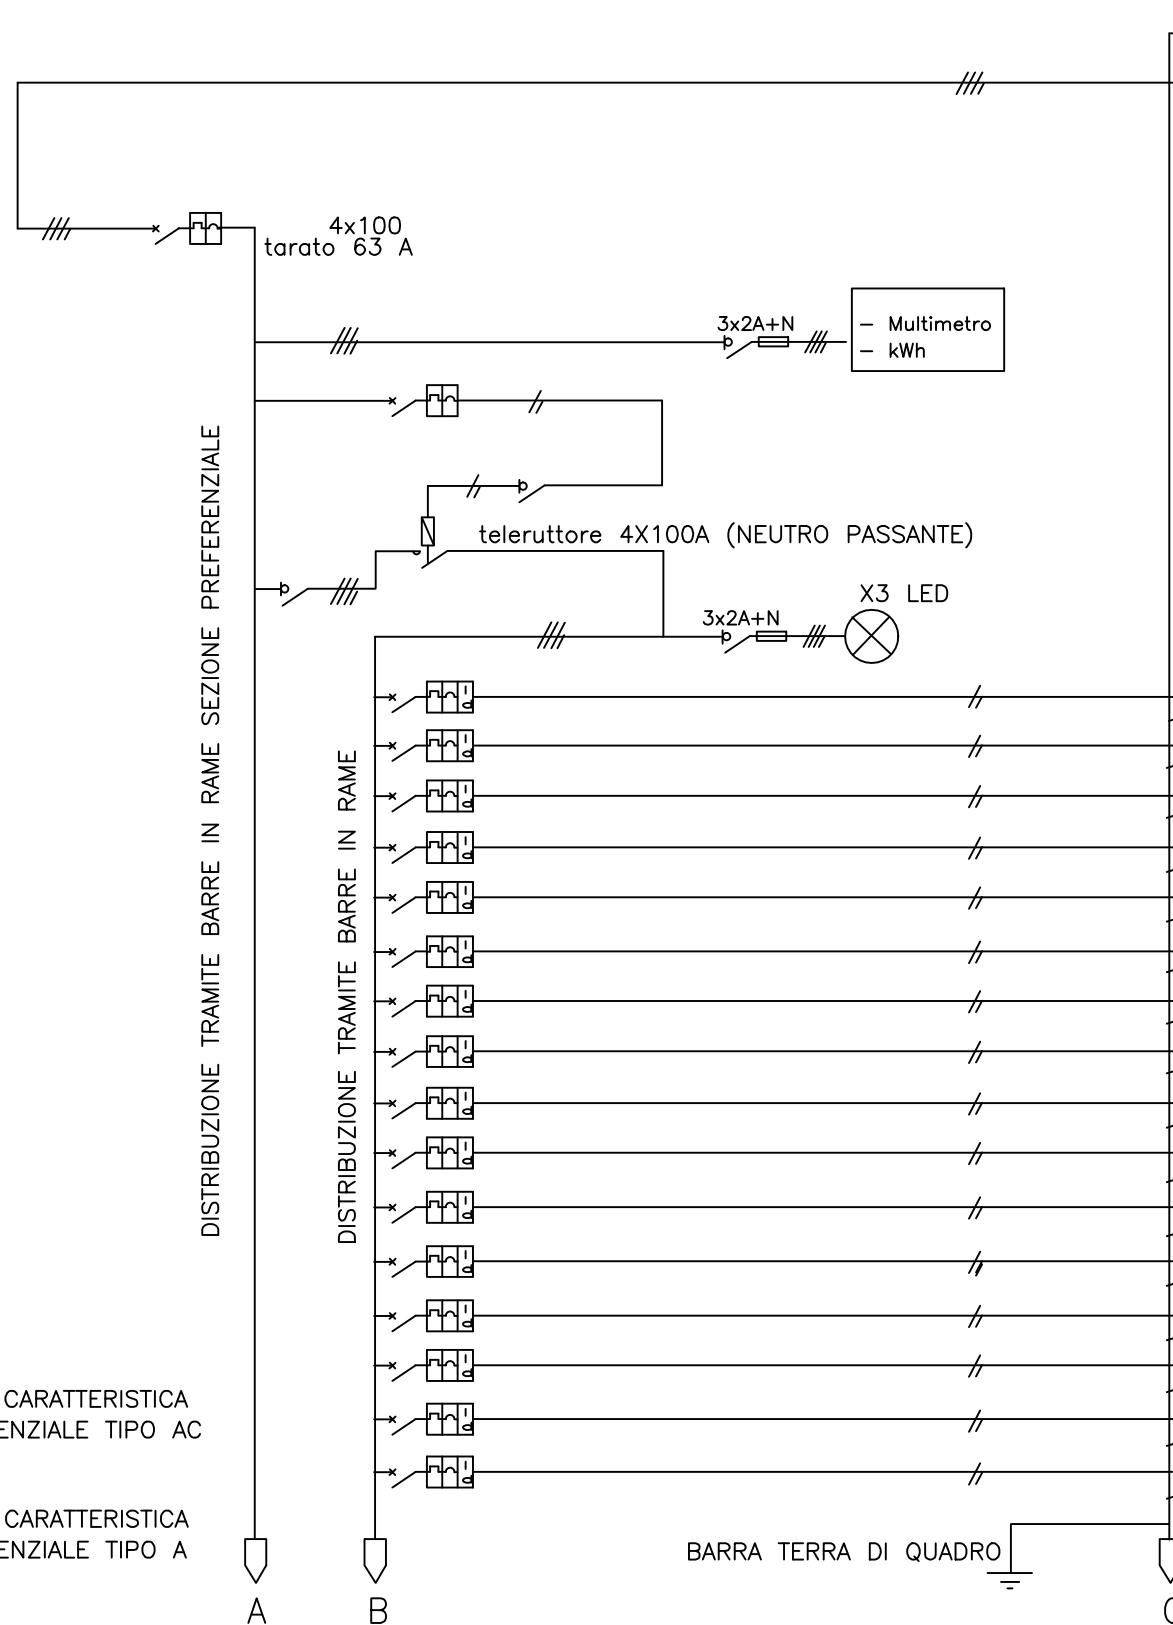 4x100
tarato 63 A
3x2A+N
– Multimetro
– kWh
teleruttore 4X100A (NEUTRO PASSANTE)
X3 LED
3x2A+N
DISTRIBUZIONE TRAMITE BARRE IN RAME SEZIONE PREFERENZIALE
DISTRIBUZIONE TRAMITE BARRE IN RAME
CARATTERISTICA
ENZIALE TIPO AC
CARATTERISTICA
ENZIALE TIPO A
BARRA TERRA DI QUADRO
A
B